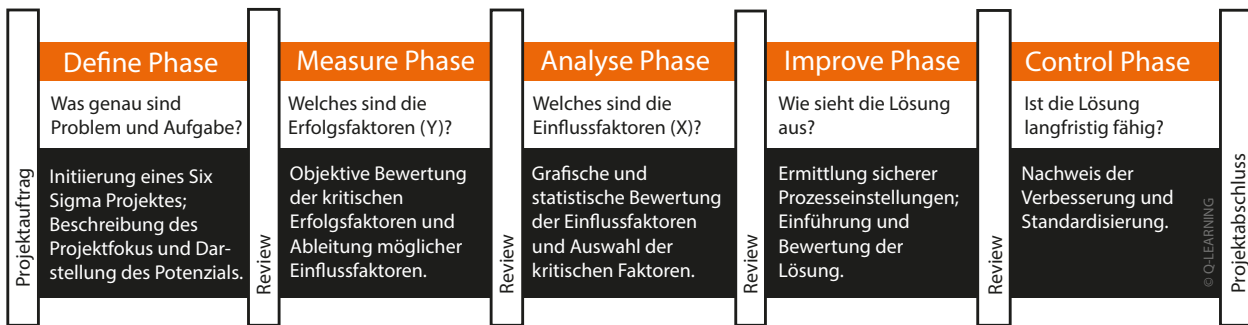 Projektauftrag
Define Phase
Was genau sind
Problem und Aufgabe?
Initiierung eines Six
Sigma Projektes;
Beschreibung des
Projektfokus und Dar-
stellung des Potenzials.
Review
Measure Phase
Welches sind die
Erfolgsfaktoren (Y)?
Objektive Bewertung
der kritischen
Erfolgsfaktoren und
Ableitung möglicher
Einflussfaktoren.
Review
Analyse Phase
Welches sind die
Einflussfaktoren (X)?
Grafische und
statistische Bewertung
der Einflussfaktoren
und Auswahl der
kritischen Faktoren.
Review
Improve Phase
Wie sieht die Lösung
aus?
Ermittlung sicherer
Prozesseinstellungen;
Einführung und
Bewertung der
Lösung.
Review
Control Phase
Ist die Lösung
langfristig fähig?
Nachweis der
Verbesserung und
Standardisierung.
© Q-LEARNING
Projektabschluss